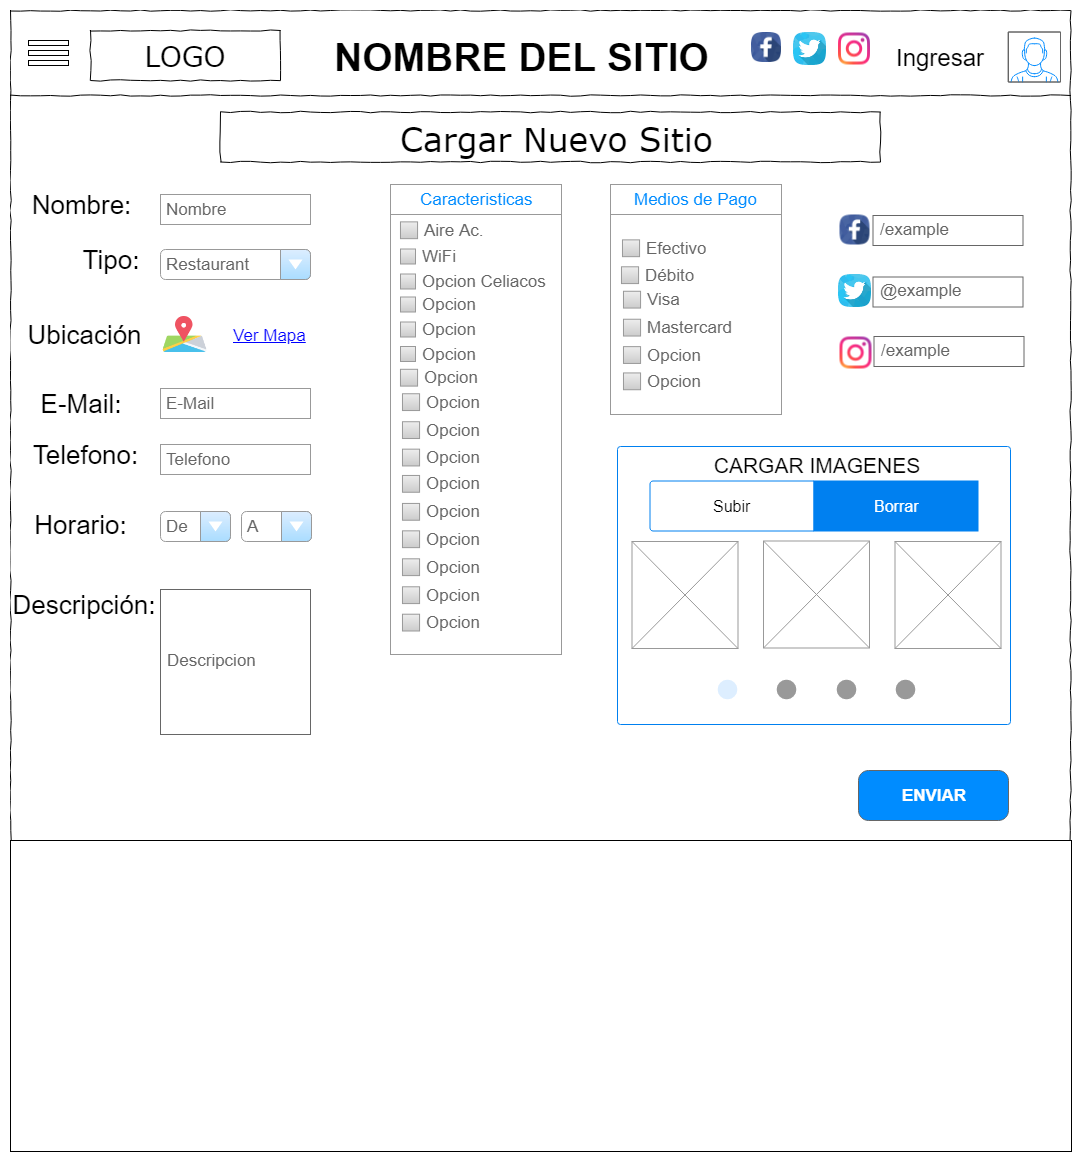 LOGO
NOMBRE DEL SITIO
Ingresar
Cargar Nuevo Sitio
Nombre:
Nombre
Tipo:
Restaurant
Ubicación
Ver Mapa
E-Mail:
E-Mail
Telefono:
Telefono
Horario:
De
A
Descripción:
Descripcion
Caracteristicas
Aire Ac.
WiFi
Opcion Celiacos
Opcion
Opcion
Opcion
Opcion
Opcion
Opcion
Opcion
Opcion
Opcion
Opcion
Opcion
Opcion
Opcion
Medios de Pago
Efectivo
Débito
Visa
Mastercard
Opcion
Opcion
/example
@example
/example
CARGAR IMAGENES
Subir
Borrar
ENVIAR